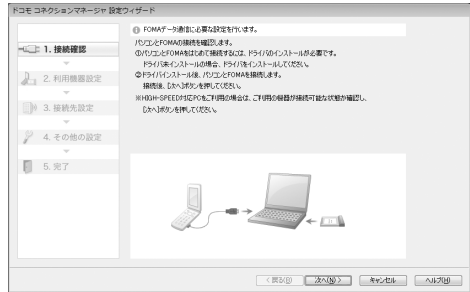 ドコモ コネクションマネージャ 設定ウィザード
1. 接続確認
2. 利用機器設定
3. 接続先設定
4. その他の設定
5. 完了
FOMAデータ通信に必要な設定を行います。
パソコンとFOMAの接続を確認します。
①パソコンとFOMAをはじめて接続するには、ドライバのインストールが必要です。
ドライバ未インストールの場合、ドライバをインストールしてください。
②ドライバインストール後、パソコンとFOMAを接続します。
接続後、[次へ]ボタンを押してください。
※HIGH-SPEED対応PCをご利用の場合は、ご利用の機器が接続可能な状態か確認し、
[次へ]ボタンを押してください。
< 戻る(B)
次へ(N) >
キャンセル
ヘルプ(H)